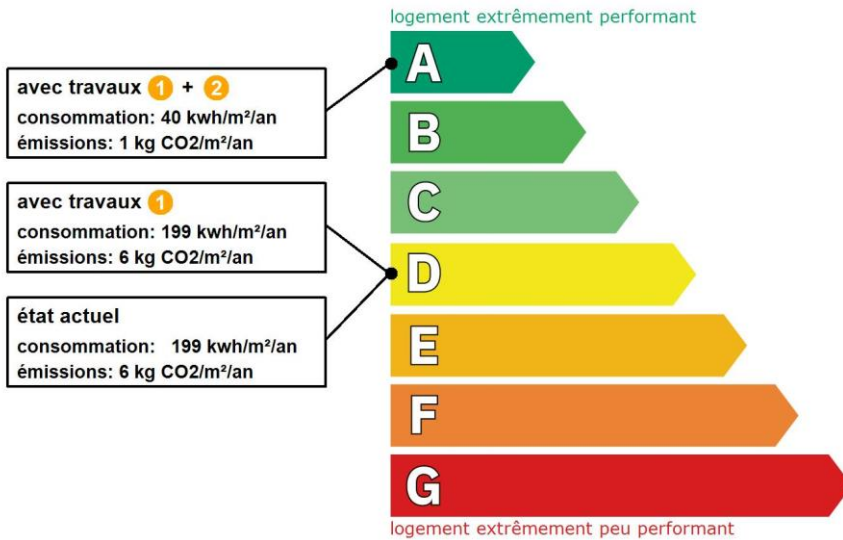 logement extrêmement performant
avec travaux 1 + 2
consommation: 40 kwh/m²/an
émissions: 1 kg CO2/m²/an
avec travaux 1
consommation: 199 kwh/m²/an
émissions: 6 kg CO2/m²/an
état actuel
consommation: 199 kwh/m²/an
émissions: 6 kg CO2/m²/an
A
B
C
D
E
F
G
logement extrêmement peu performant